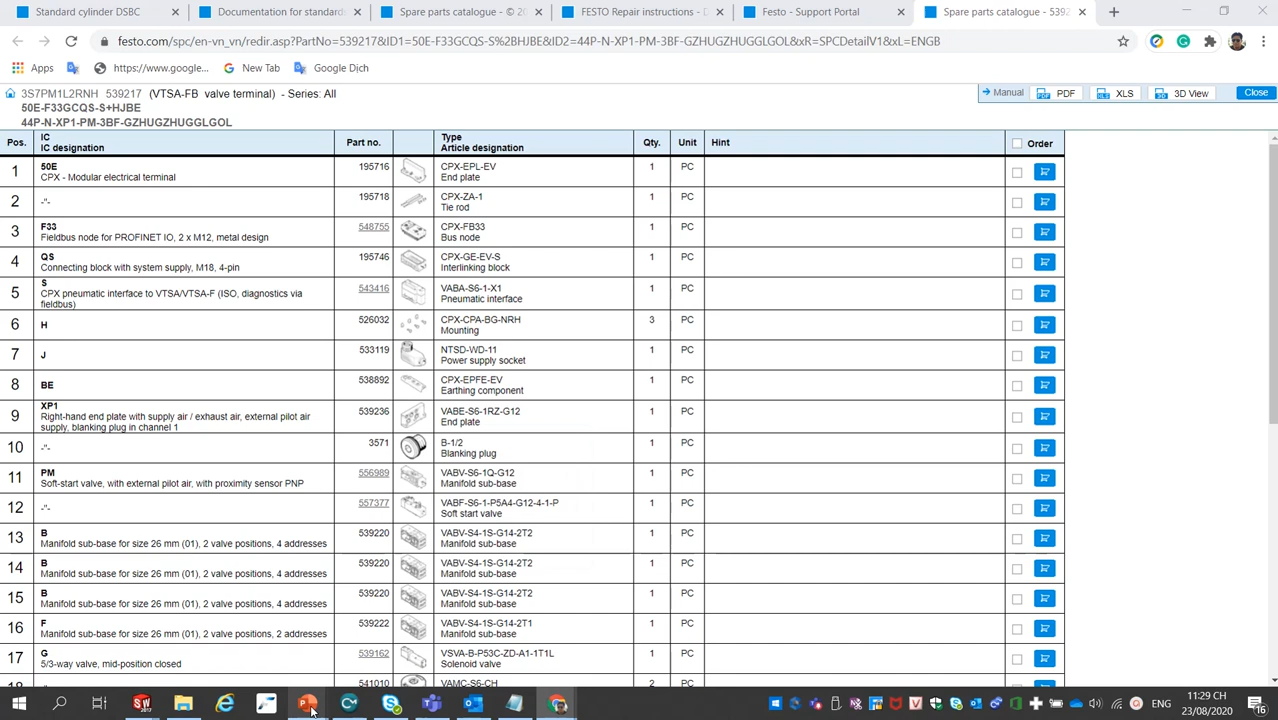 Standard cylinder DSBC
Documentation for standard
Spare parts catalogue - © 20
FESTO Repair instructions - D
Festo - Support Portal
Spare parts catalogue - 5392
festo.com/spc/en-vn_vn/redir.asp?PartNo=539217&ID1=50E-F33GCQS-S%2BHJBE&ID2=44P-N-XP1-PM-3BF-GZHUGZHUGGLGOL&xR=SPCDetailV1&xL=ENGB
Apps
https://www.google...
New Tab
Google Dịch
3S7PM1L2RNH 539217 (VTSA-FB valve terminal) - Series: All
Manual
PDF
XLS
3D View
Close
50E-F33GCQS-S+HJBE
44P-N-XP1-PM-3BF-GZHUGZHUGGLGOL
Pos.
IC
IC designation
Part no.
Type
Article designation
Qty.
Unit
Hint
Order
1
50E
CPX - Modular electrical terminal
195716
CPX-EPL-EV
End plate
1
PC
2
-"-
195718
CPX-ZA-1
Tie rod
1
PC
3
F33
Fieldbus node for PROFINET IO, 2 x M12, metal design
548755
CPX-FB33
Bus node
1
PC
4
QS
Connecting block with system supply, M18, 4-pin
195746
CPX-GE-EV-S
Interlinking block
1
PC
5
S
CPX pneumatic interface to VTSA/VTSA-F (ISO, diagnostics via
fieldbus)
543416
VABA-S6-1-X1
Pneumatic interface
1
PC
6
H
526032
CPX-CPA-BG-NRH
Mounting
3
PC
7
J
533119
NTSD-WD-11
Power supply socket
1
PC
8
BE
538892
CPX-EPFE-EV
Earthing component
1
PC
9
XP1
Right-hand end plate with supply air / exhaust air, external pilot air
supply, blanking plug in channel 1
539236
VABE-S6-1RZ-G12
End plate
1
PC
10
-"-
3571
B-1/2
Blanking plug
1
PC
11
PM
Soft-start valve, with external pilot air, with proximity sensor PNP
556989
VABV-S6-1Q-G12
Manifold sub-base
1
PC
12
-"-
557377
VABF-S6-1-P5A4-G12-4-1-P
Soft start valve
1
PC
13
B
Manifold sub-base for size 26 mm (01), 2 valve positions, 4 addresses
539220
VABV-S4-1S-G14-2T2
Manifold sub-base
1
PC
14
B
Manifold sub-base for size 26 mm (01), 2 valve positions, 4 addresses
539220
VABV-S4-1S-G14-2T2
Manifold sub-base
1
PC
15
B
Manifold sub-base for size 26 mm (01), 2 valve positions, 4 addresses
539220
VABV-S4-1S-G14-2T2
Manifold sub-base
1
PC
16
F
Manifold sub-base for size 26 mm (01), 2 valve positions, 2 addresses
539222
VABV-S4-1S-G14-2T1
Manifold sub-base
1
PC
17
G
5/3-way valve, mid-position closed
539162
VSVA-B-P53C-ZD-A1-1T1L
Solenoid valve
1
PC
-"-
541010
VAMC-S6-CH
2
PC
ENG
11:29 CH
23/08/2020
16